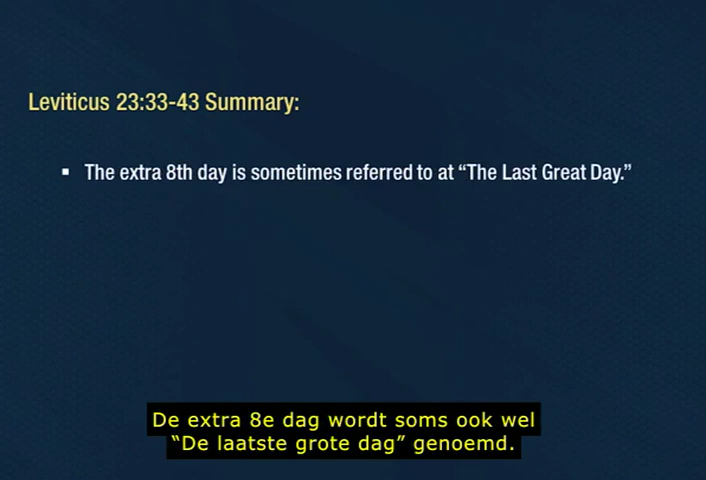 Leviticus 23:33-43 Summary:
▪ The extra 8th day is sometimes referred to at “The Last Great Day.”
De extra 8e dag wordt soms ook wel
“De laatste grote dag” genoemd.